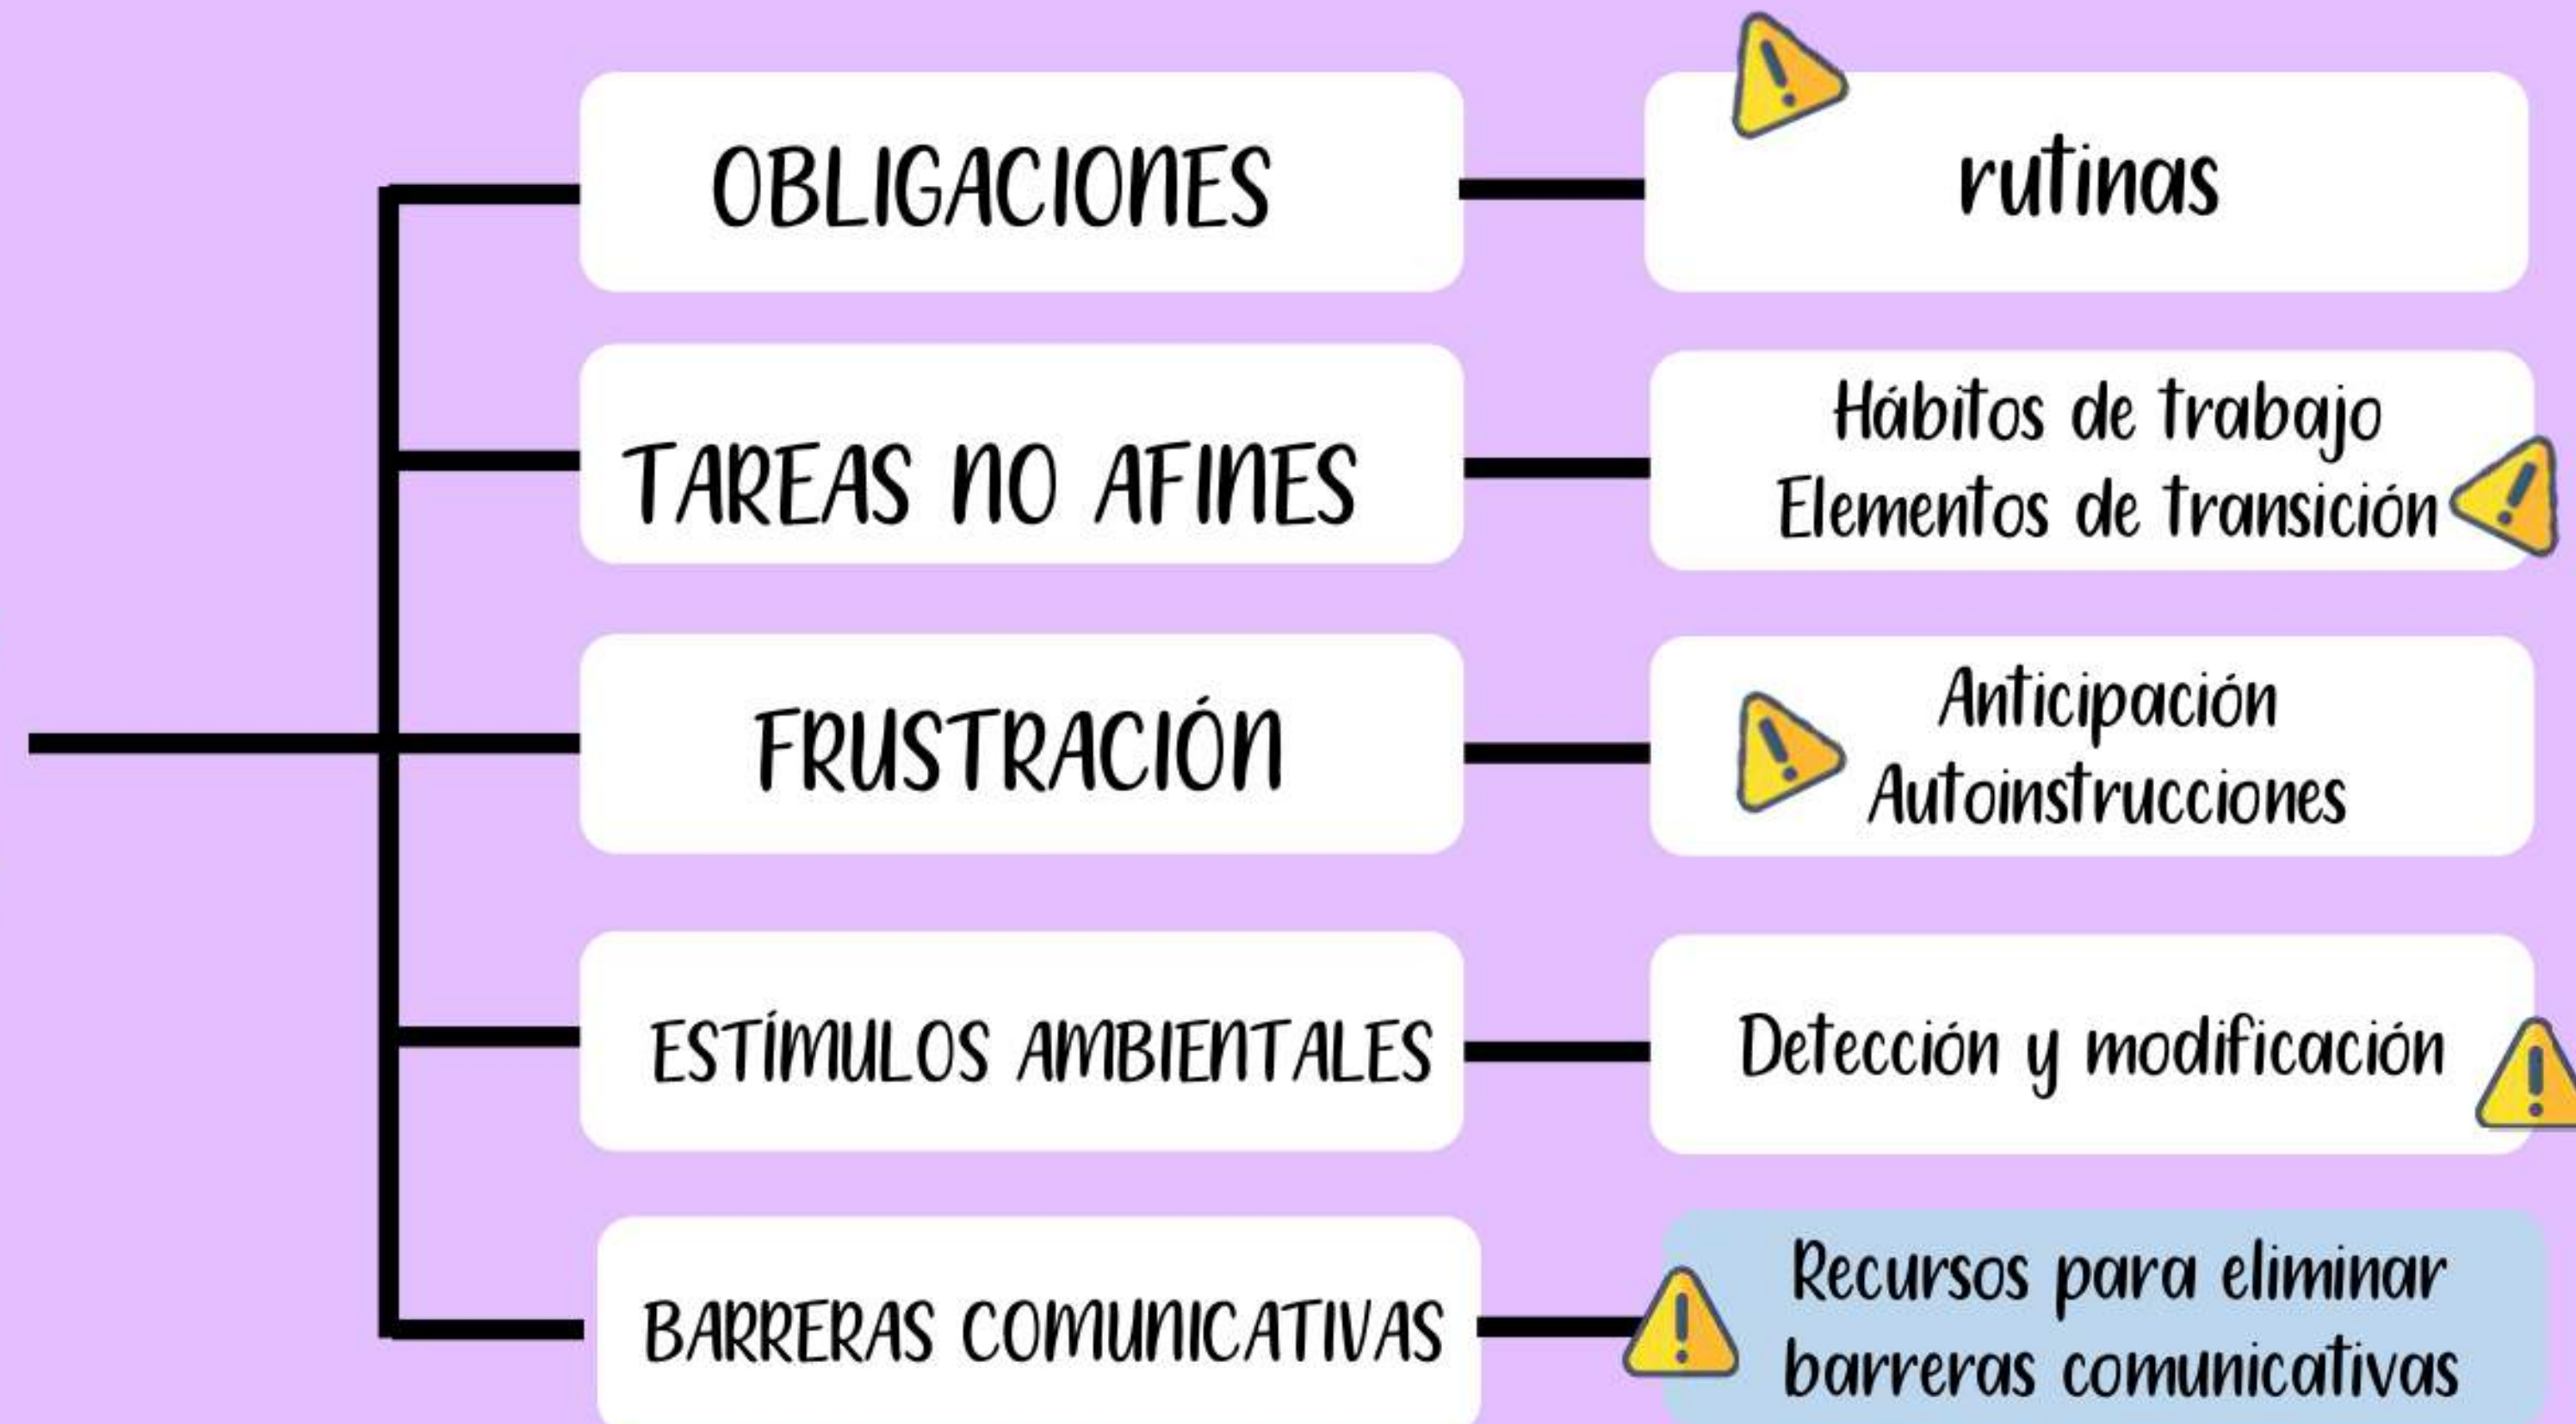 OBLIGACIONES
rutinas
TAREAS NO AFINES
Hábitos de trabajo
Elementos de transición
FRUSTRACIÓN
Anticipación
Autoinstrucciones
ESTÍMULOS AMBIENTALES
Detección y modificación
BARRERAS COMUNICATIVAS
Recursos para eliminar
barreras comunicativas